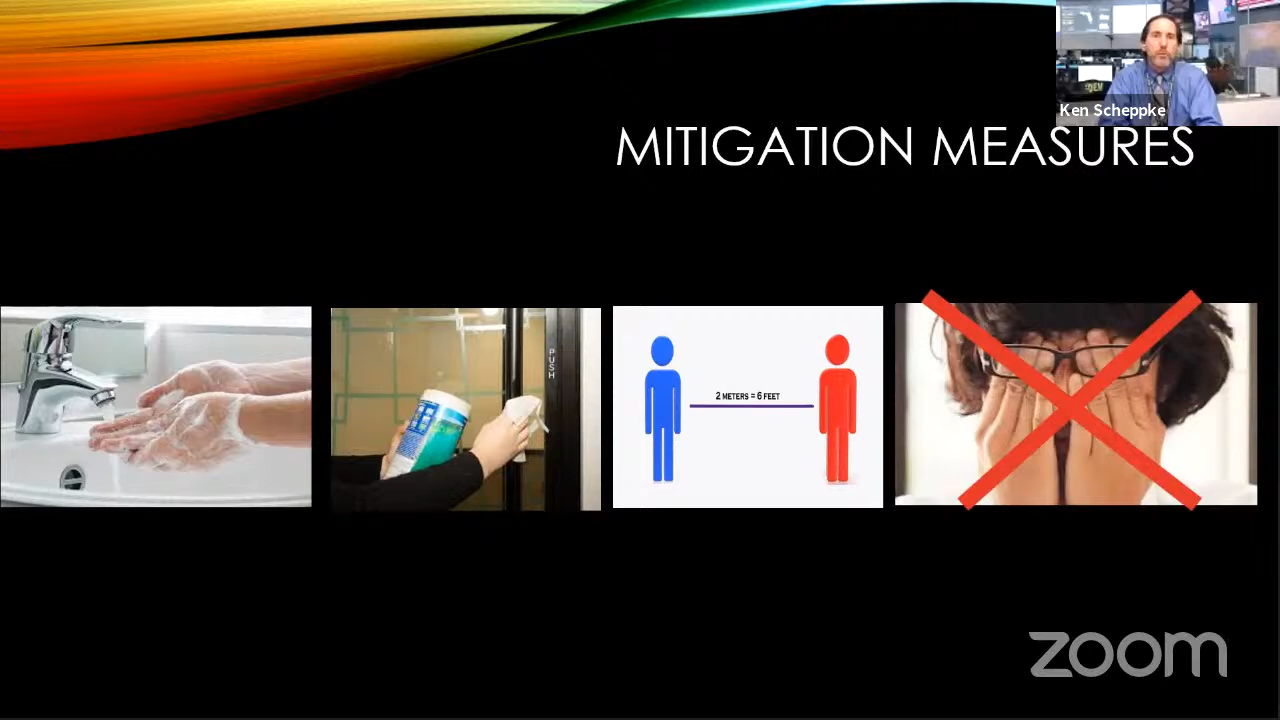 Ken Scheppke
MITIGATION MEASURES
PUSH
2 METERS = 6 FEET
zoom